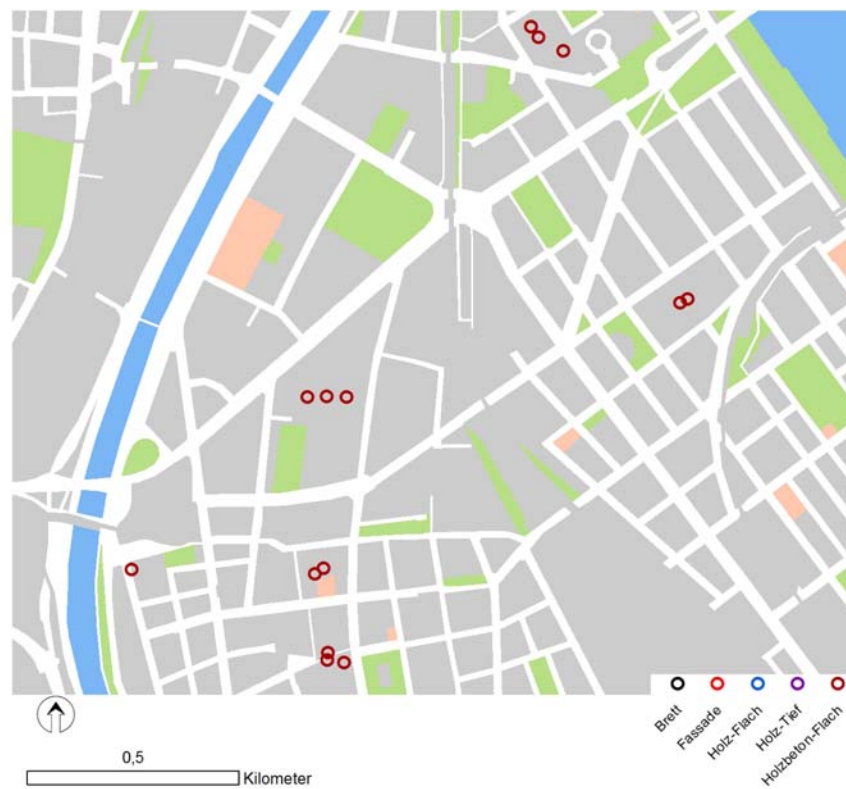 Brett
Fassade
Holz-Flach
Holz-Tief
Holzbeton-Flach
0,5
Kilometer